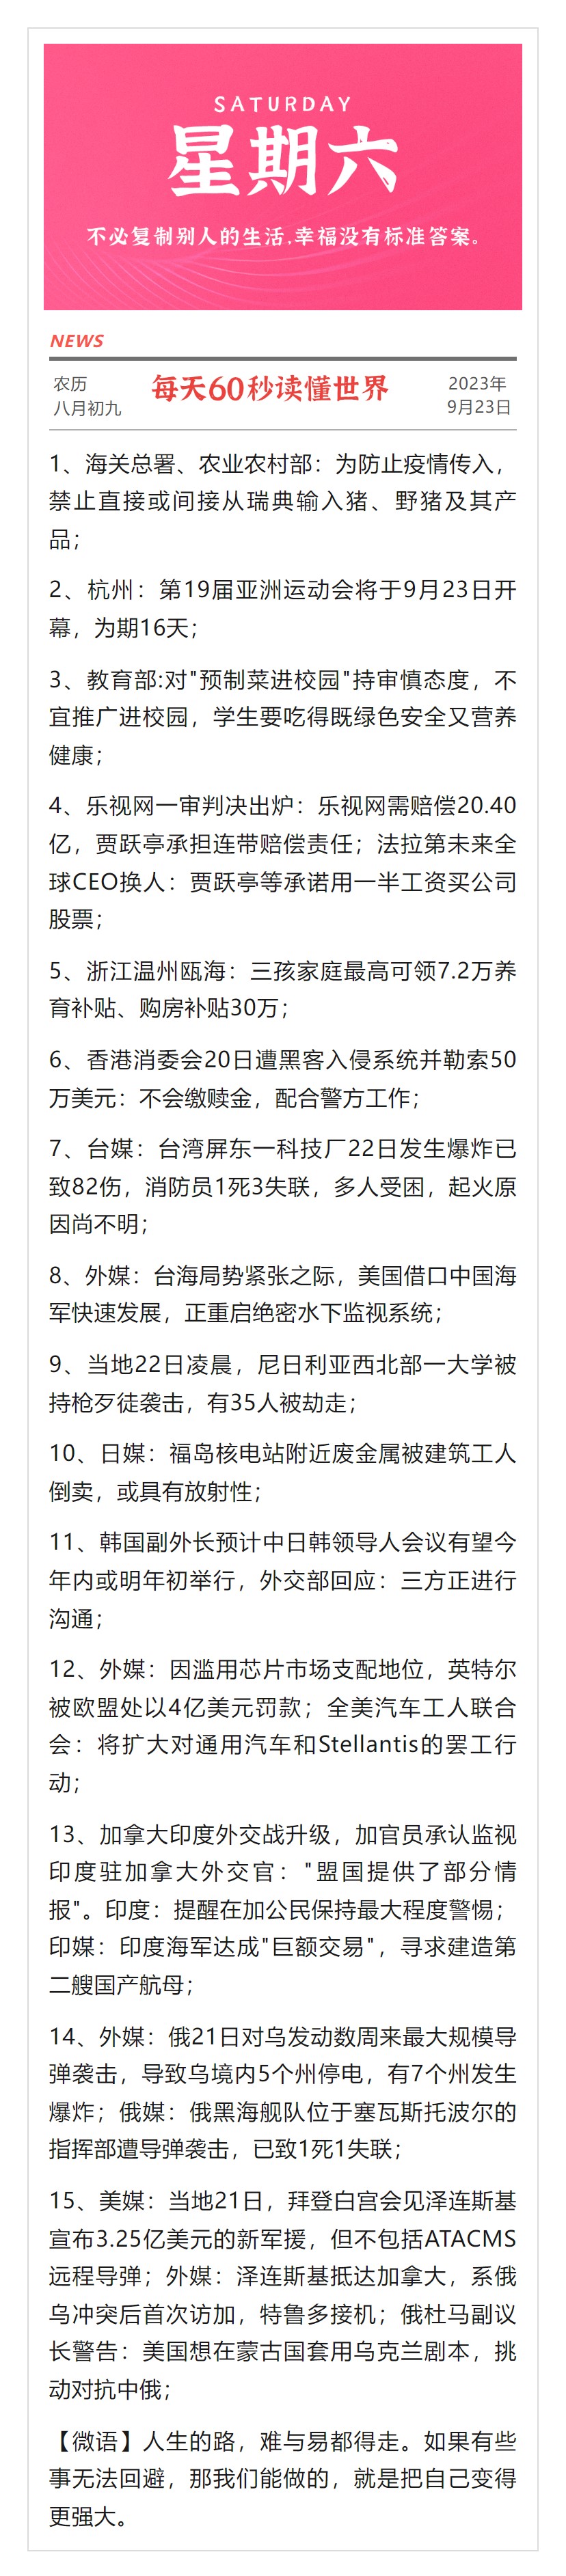 SATURDAY
星期六
不必复制别人的生活.幸福没有标准答案。
NEWS
农历
八月初九
每天60秒读懂世界
2023年
9月23日
1、海关总署、农业农村部：为防止疫情传入，
禁止直接或间接从瑞典输入猪、野猪及其产
品；
2、杭州：第19届亚洲运动会将于9月23日开
幕，为期16天；
3、教育部:对"预制菜进校园"持审慎态度，不
宜推广进校园，学生要吃得既绿色安全又营养
健康；
4、乐视网一审判决出炉：乐视网需赔偿20.40
亿，贾跃亭承担连带赔偿责任；法拉第未来全
球CEO换人：贾跃亭等承诺用一半工资买公司
股票；
5、浙江温州瓯海：三孩家庭最高可领7.2万养
育补贴、购房补贴30万；
6、香港消委会20日遭黑客入侵系统并勒索50
万美元：不会缴赎金，配合警方工作；
7、台媒：台湾屏东一科技厂22日发生爆炸已
致82伤，消防员1死3失联，多人受困，起火原
因尚不明；
8、外媒：台海局势紧张之际，美国借口中国海
军快速发展，正重启绝密水下监视系统；
9、当地22日凌晨，尼日利亚西北部一大学被
持枪歹徒袭击，有35人被劫走；
10、日媒：福岛核电站附近废金属被建筑工人
倒卖，或具有放射性；
11、韩国副外长预计中日韩领导人会议有望今
年内或明年初举行，外交部回应：三方正进行
沟通；
12、外媒：因滥用芯片市场支配地位，英特尔
被欧盟处以4亿美元罚款；全美汽车工人联合
会：将扩大对通用汽车和Stellantis的罢工行
动；
13、加拿大印度外交战升级，加官员承认监视
印度驻加拿大外交官："盟国提供了部分情
报"。印度：提醒在加公民保持最大程度警惕；
印媒：印度海军达成"巨额交易"，寻求建造第
二艘国产航母；
14、外媒：俄21日对乌发动数周来最大规模导
弹袭击，导致乌境内5个州停电，有7个州发生
爆炸；俄媒：俄黑海舰队位于塞瓦斯托波尔的
指挥部遭导弹袭击，已致1死1失联；
15、美媒：当地21日，拜登白宫会见泽连斯基
宣布3.25亿美元的新军援，但不包括ATACMS
远程导弹；外媒：泽连斯基抵达加拿大，系俄
乌冲突后首次访加，特鲁多接机；俄杜马副议
长警告：美国想在蒙古国套用乌克兰剧本，挑
动对抗中俄；
【微语】人生的路，难与易都得走。如果有些
事无法回避，那我们能做的，就是把自己变得
更强大。